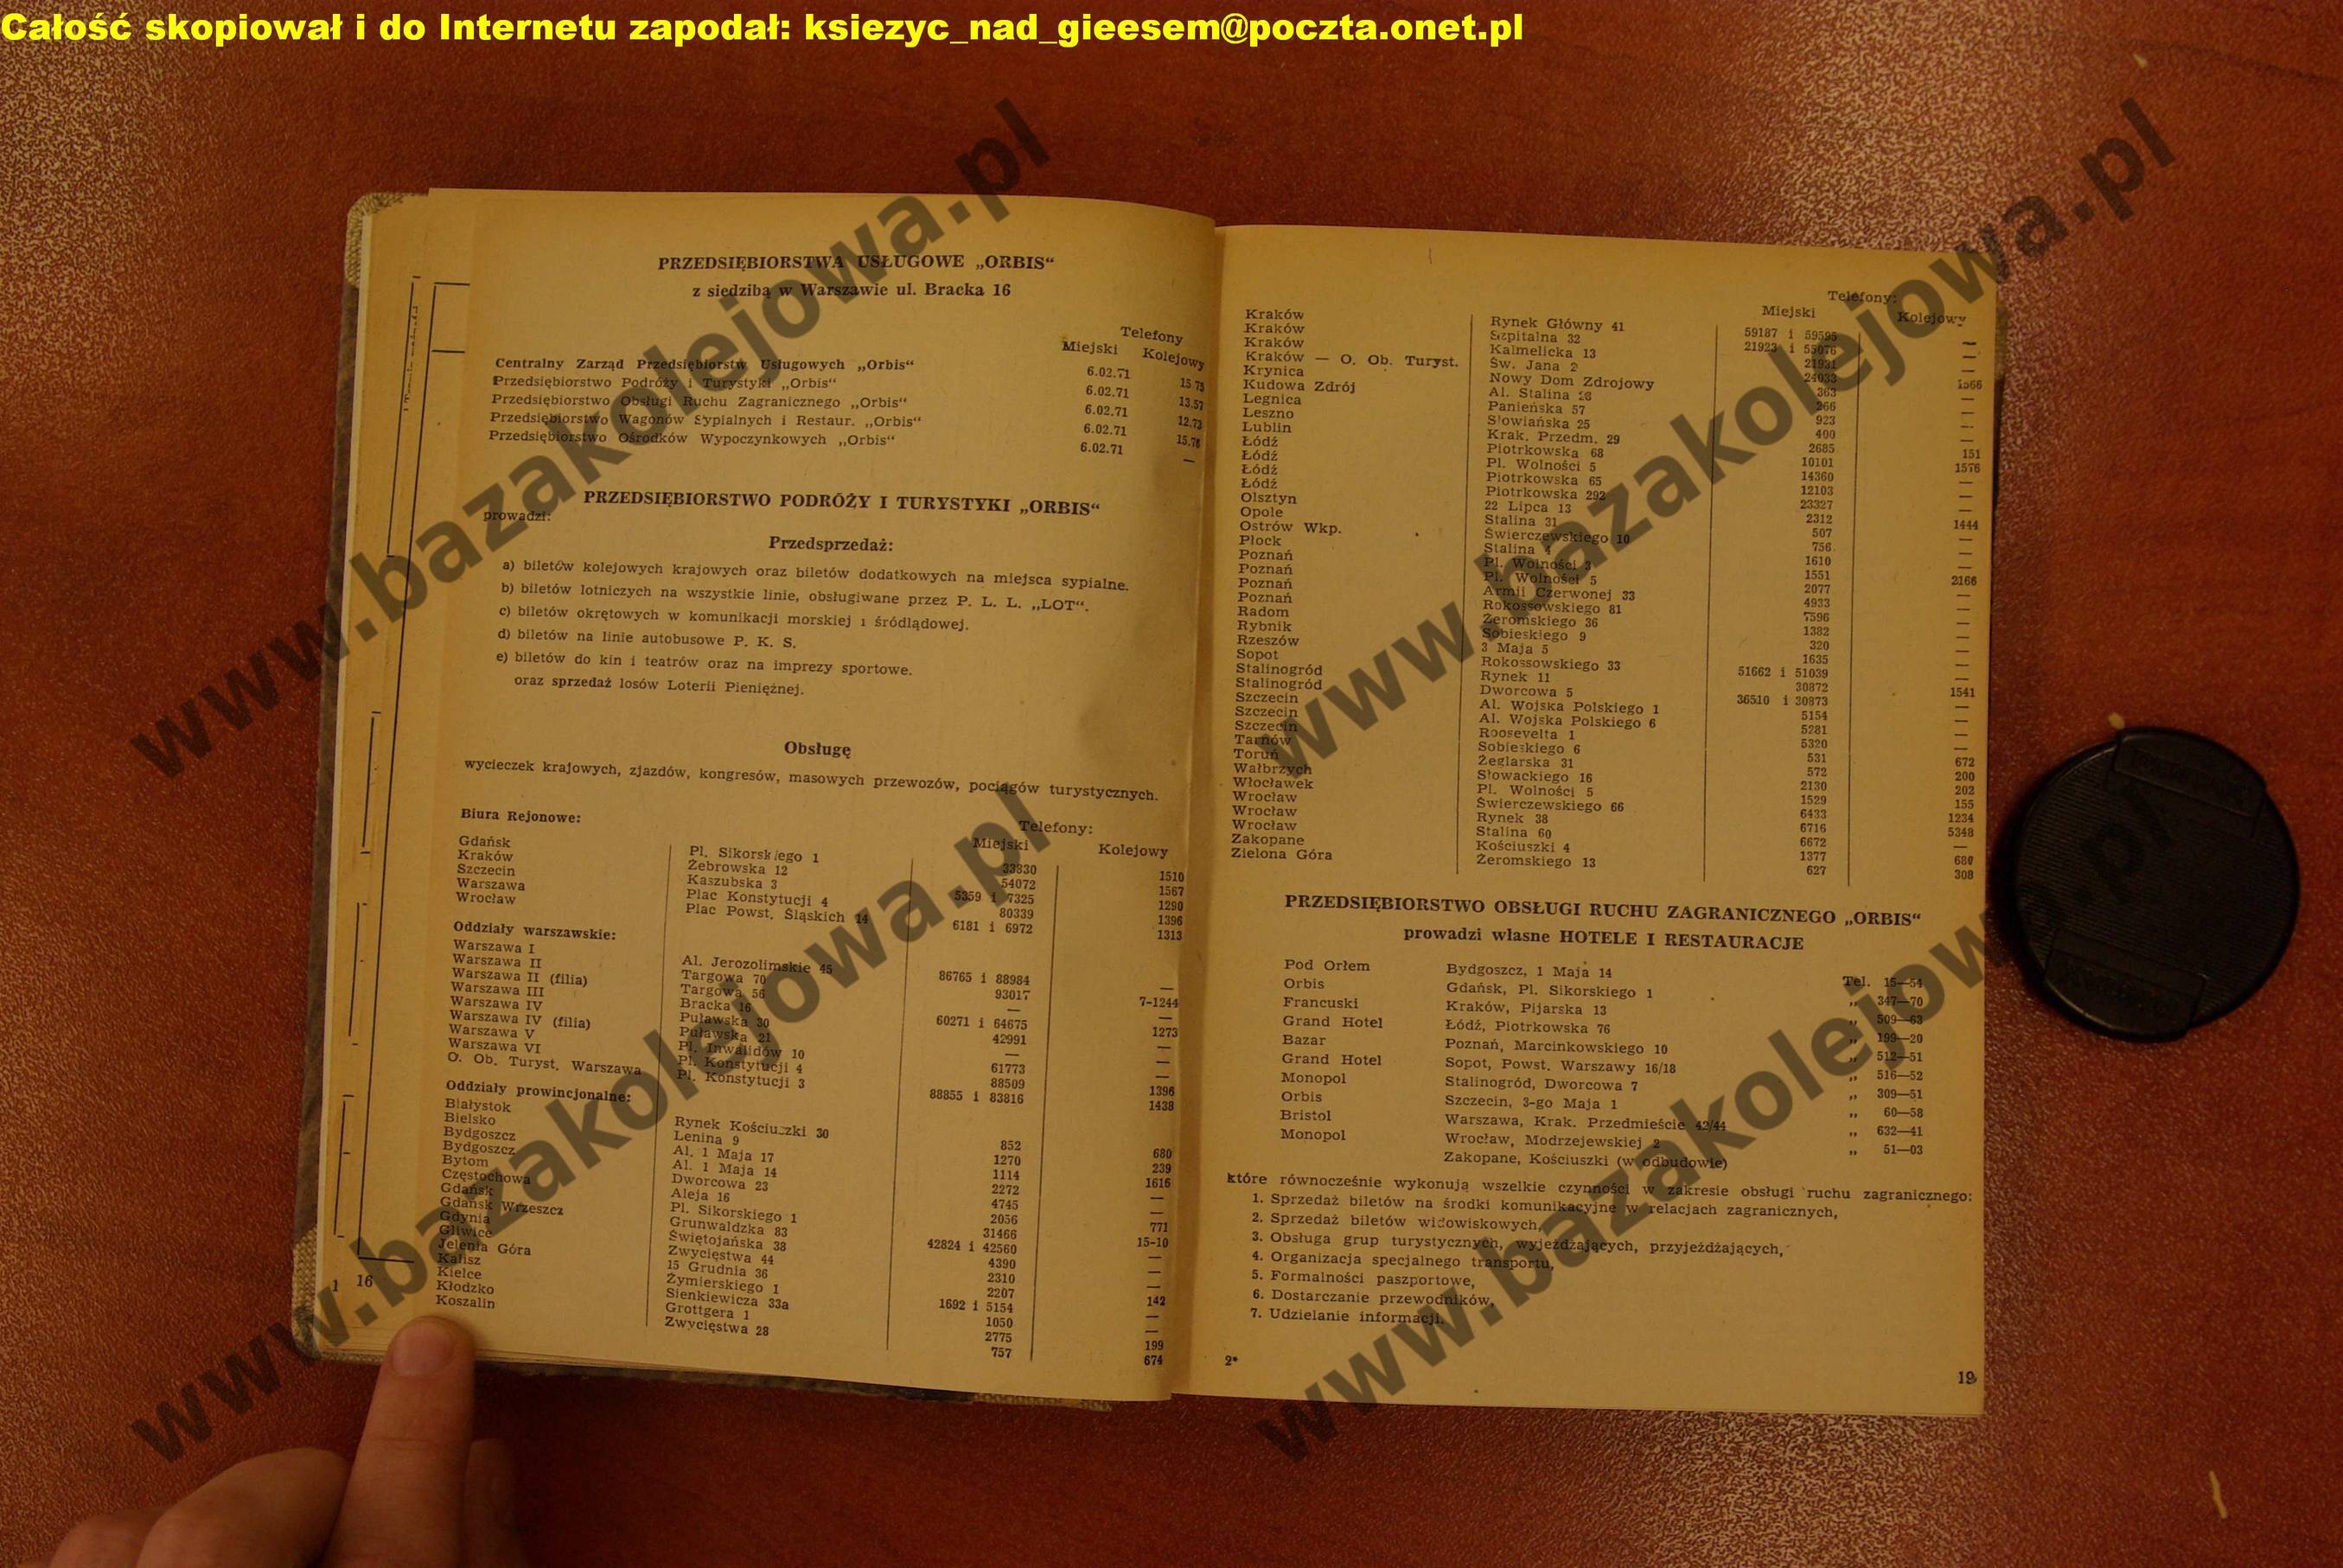 Całość skopiował i do Internetu zapodał: ksiezyc_nad_gieesem@poczta.onet.pl
PRZEDSIĘBIORSTWA USŁUGOWE „ORBIS“
z siedzibą w Warszawie ul. Bracka 16
Telefony
Miejski Kolejowy
Centralny Zarząd Przedsiębiorstw Usługowych „Orbis“ 6.02.71 15 75
Przedsiębiorstwo Podróży i Turystyki „Orbis“ 6.02.71 13.57
Przedsiębiorstwo Obsługi Ruchu Zagranicznego „Orbis“ 6.02.71 12.73
Przedsiębiorstwo Wagonów Sypialnych i Restaur. „Orbis“ 6.02.71 15.76
Przedsiębiorstwo Ośrodków Wypoczynkowych „Orbis“ 6.02.71 —
PRZEDSIĘBIORSTWO PODRÓŻY I TURYSTYKI „ORBIS“
prowadzi:
Przedsprzedaż:
a) biletów kolejowych krajowych oraz biletów dodatkowych na miejsca sypialne.
b) biletów lotniczych na wszystkie linie, obsługiwane przez P. L. L. „LOT“.
c) biletów okrętowych w komunikacji morskiej i śródlądowej.
d) biletów na linie autobusowe P. K. S.
e) biletów do kin i teatrów oraz na imprezy sportowe.
oraz sprzedaż losów Loterii Pieniężnej.
Obsługę
wycieczek krajowych, zjazdów, kongresów, masowych przewozów, pociągów turystycznych.
Biura Rejonowe: Telefony:
Miejski Kolejowy
Gdańsk Pl. Sikorskiego 1 33830 1510
Kraków Żebrowska 12 54072 1567
Szczecin Kaszubska 3 5359 i 7325 1290
Warszawa Plac Konstytucji 4 80339 1396
Wrocław Plac Powst. Śląskich 14 6181 i 6972 1313
Oddziały warszawskie:
Warszawa I Al. Jerozolimskie 45 86765 i 88984 —
Warszawa II Targowa 70 93017 7-1244
Warszawa II (filia) Targowa 56 — —
Warszawa III Bracka 16 60271 i 64675 1273
Warszawa IV Puławska 30 42991 —
Warszawa IV (filia) Puławska 21 — —
Warszawa V Pl. Inwalidów 10 61773 —
Warszawa VI Pl. Konstytucji 4 88509 1396
O. Ob. Turyst. Warszawa Pl. Konstytucji 3 88855 i 83816 1438
Oddziały prowincjonalne:
Białystok Rynek Kościuszki 30 852 680
Bielsko Lenina 9 1270 239
Bydgoszcz Al. 1 Maja 17 1114 1616
Bydgoszcz Al. 1 Maja 14 2272 —
Bytom Dworcowa 23 4745 —
Częstochowa Aleja 16 2056 771
Gdańsk Pl. Sikorskiego 1 31466 15-10
Gdańsk Wrzeszcz Grunwaldzka 83 42824 i 42560 —
Gdynia Świętojańska 38 4390 —
Gliwice Zwycięstwa 44 2310 —
Jelenia Góra 15 Grudnia 36 2207 142
Kalisz Żymierskiego 1 1692 i 5154 —
Kielce Sienkiewicza 33a 1050 —
Kłodzko Grottgera 1 2775 199
Koszalin Zwycięstwa 28 757 674
1 16
Telefony:
Miejski Kolejowy
Kraków Rynek Główny 41 59187 i 59595 —
Kraków Szpitalna 32 21923 i 55076 —
Kraków Kalmelicka 13 21931 —
Kraków — O. Ob. Turyst. Św. Jana 2 24033 1566
Krynica Nowy Dom Zdrojowy 363 —
Kudowa Zdrój Al. Stalina 28 266 —
Legnica Panieńska 57 923 —
Leszno Słowiańska 25 400 —
Lublin Krak. Przedm. 29 2685 151
Łódź Piotrkowska 68 10101 1576
Łódź Pl. Wolności 5 14360 —
Łódź Piotrkowska 65 12103 —
Łódź Piotrkowska 292 23327 —
Olsztyn 22 Lipca 13 2312 1444
Opole Stalina 31 507 —
Ostrów Wkp. Świerczewskiego 10 756 —
Płock Stalina 4 1610 —
Poznań Pl. Wolności 3 1551 2166
Poznań Pl. Wolności 5 2077 —
Poznań Armii Czerwonej 33 4933 —
Poznań Rokossowskiego 81 7596 —
Radom Żeromskiego 36 1382 —
Rybnik Sobieskiego 9 320 —
Rzeszów 3 Maja 5 1635 —
Sopot Rokossowskiego 33 51662 i 51039 —
Stalinogród Rynek 11 30872 1541
Stalinogród Dworcowa 5 36510 i 30873 —
Szczecin Al. Wojska Polskiego 1 5154 —
Szczecin Al. Wojska Polskiego 6 5281 —
Szczecin Roosevelta 1 5320 —
Tarnów Sobieskiego 6 531 672
Toruń Żeglarska 31 572 200
Wałbrzych Słowackiego 16 2130 202
Włocławek Pl. Wolności 5 1529 155
Wrocław Świerczewskiego 66 6433 1234
Wrocław Rynek 38 6716 5348
Wrocław Stalina 60 6672 —
Zakopane Kościuszki 4 1377 680
Zielona Góra Żeromskiego 13 627 308
PRZEDSIĘBIORSTWO OBSŁUGI RUCHU ZAGRANICZNEGO „ORBIS“
prowadzi własne HOTELE I RESTAURACJE
Pod Orłem Bydgoszcz, 1 Maja 14 Tel. 15—54
Orbis Gdańsk, Pl. Sikorskiego 1 „ 347—70
Francuski Kraków, Pijarska 13 „ 509—63
Grand Hotel Łódź, Piotrkowska 76 „ 199—20
Bazar Poznań, Marcinkowskiego 10 „ 512—51
Grand Hotel Sopot, Powst. Warszawy 16/18 „ 516—52
Monopol Stalinogród, Dworcowa 7 „ 309—51
Orbis Szczecin, 3-go Maja 1 „ 60—58
Bristol Warszawa, Krak. Przedmieście 42/44 „ 632—41
Monopol Wrocław, Modrzejewskiej 2 „ 51—03
Zakopane, Kościuszki (w odbudowie)
które równocześnie wykonują wszelkie czynności w zakresie obsługi ruchu zagranicznego:
1. Sprzedaż biletów na środki komunikacyjne w relacjach zagranicznych,
2. Sprzedaż biletów widowiskowych,
3. Obsługa grup turystycznych, wyjeżdżających, przyjeżdżających,
4. Organizacja specjalnego transportu,
5. Formalności paszportowe,
6. Dostarczanie przewodników,
7. Udzielanie informacji.
2*
19
www.bazakolejowa.pl
www.bazakolejowa.pl
www.bazakolejowa.pl
www.bazakolejowa.pl